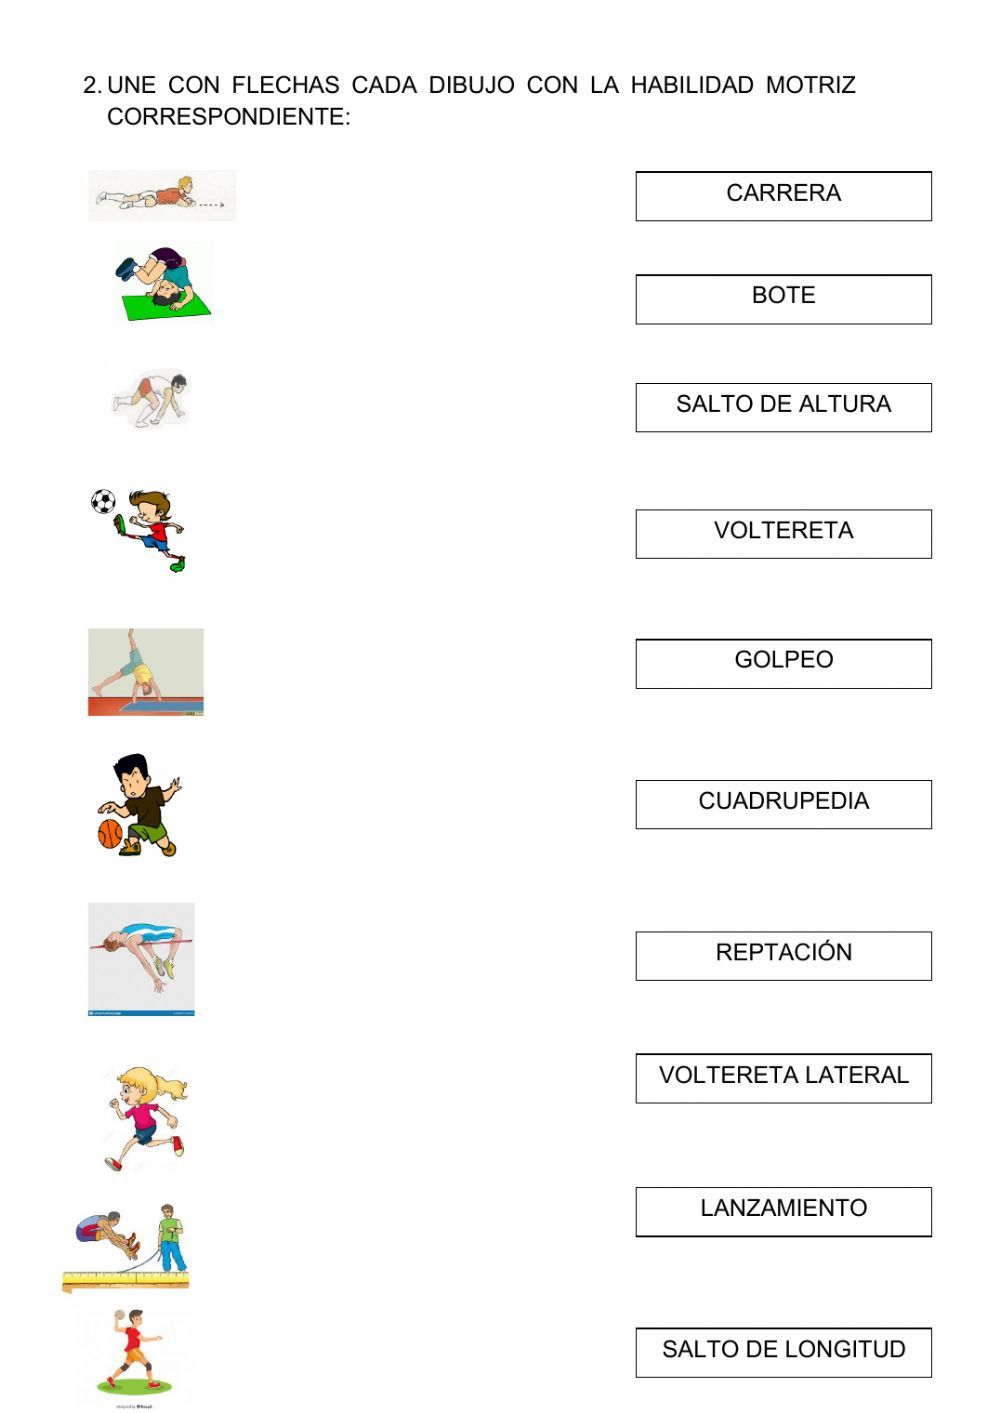 2. UNE CON FLECHAS CADA DIBUJO CON LA HABILIDAD MOTRIZ
CORRESPONDIENTE:
CARRERA
BOTE
SALTO DE ALTURA
VOLTERETA
GOLPEO
CUADRUPEDIA
REPTACIÓN
VOLTERETA LATERAL
LANZAMIENTO
SALTO DE LONGITUD